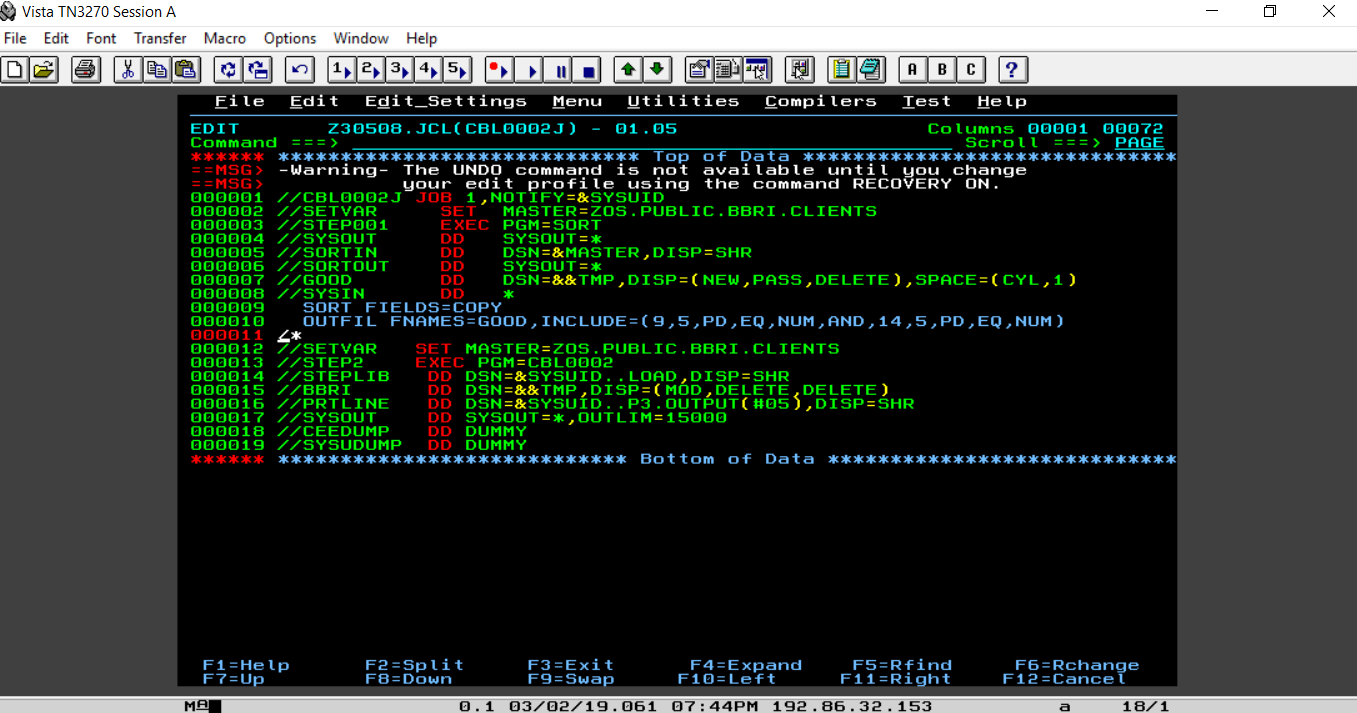 Vista TN3270 Session A
File Edit Font Transfer Macro Options Window Help
1 2 3 4 5 A B C ?
File Edit Edit_Settings Menu Utilities Compilers Test Help
EDIT Z30508.JCL(CBL0002J) - 01.05 Columns 00001 00072
Command ===> Scroll ===> PAGE
****** **************************** Top of Data ******************************
==MSG> -Warning- The UNDO command is not available until you change
==MSG> your edit profile using the command RECOVERY ON.
000001 //CBL0002J JOB 1,NOTIFY=&SYSUID
000002 //SETVAR SET MASTER=ZOS.PUBLIC.BBRI.CLIENTS
000003 //STEP001 EXEC PGM=SORT
000004 //SYSOUT DD SYSOUT=*
000005 //SORTIN DD DSN=&MASTER,DISP=SHR
000006 //SORTOUT DD SYSOUT=*
000007 //GOOD DD DSN=&&TMP,DISP=(NEW,PASS,DELETE),SPACE=(CYL,1)
000008 //SYSIN DD *
000009 SORT FIELDS=COPY
000010 OUTFIL FNAMES=GOOD,INCLUDE=(9,5,PD,EQ,NUM,AND,14,5,PD,EQ,NUM)
000011 /*
000012 //SETVAR SET MASTER=ZOS.PUBLIC.BBRI.CLIENTS
000013 //STEP2 EXEC PGM=CBL0002
000014 //STEPLIB DD DSN=&SYSUID..LOAD,DISP=SHR
000015 //BBRI DD DSN=&&TMP,DISP=(MOD,DELETE,DELETE)
000016 //PRTLINE DD DSN=&SYSUID..P3.OUTPUT(#05),DISP=SHR
000017 //SYSOUT DD SYSOUT=*,OUTLIM=15000
000018 //CEEDUMP DD DUMMY
000019 //SYSUDUMP DD DUMMY
****** **************************** Bottom of Data ****************************
F1=Help F2=Split F3=Exit F4=Expand F5=Rfind F6=Rchange
F7=Up F8=Down F9=Swap F10=Left F11=Right F12=Cancel
MA 0.1 03/02/19.061 07:44PM 192.86.32.153 a 18/1